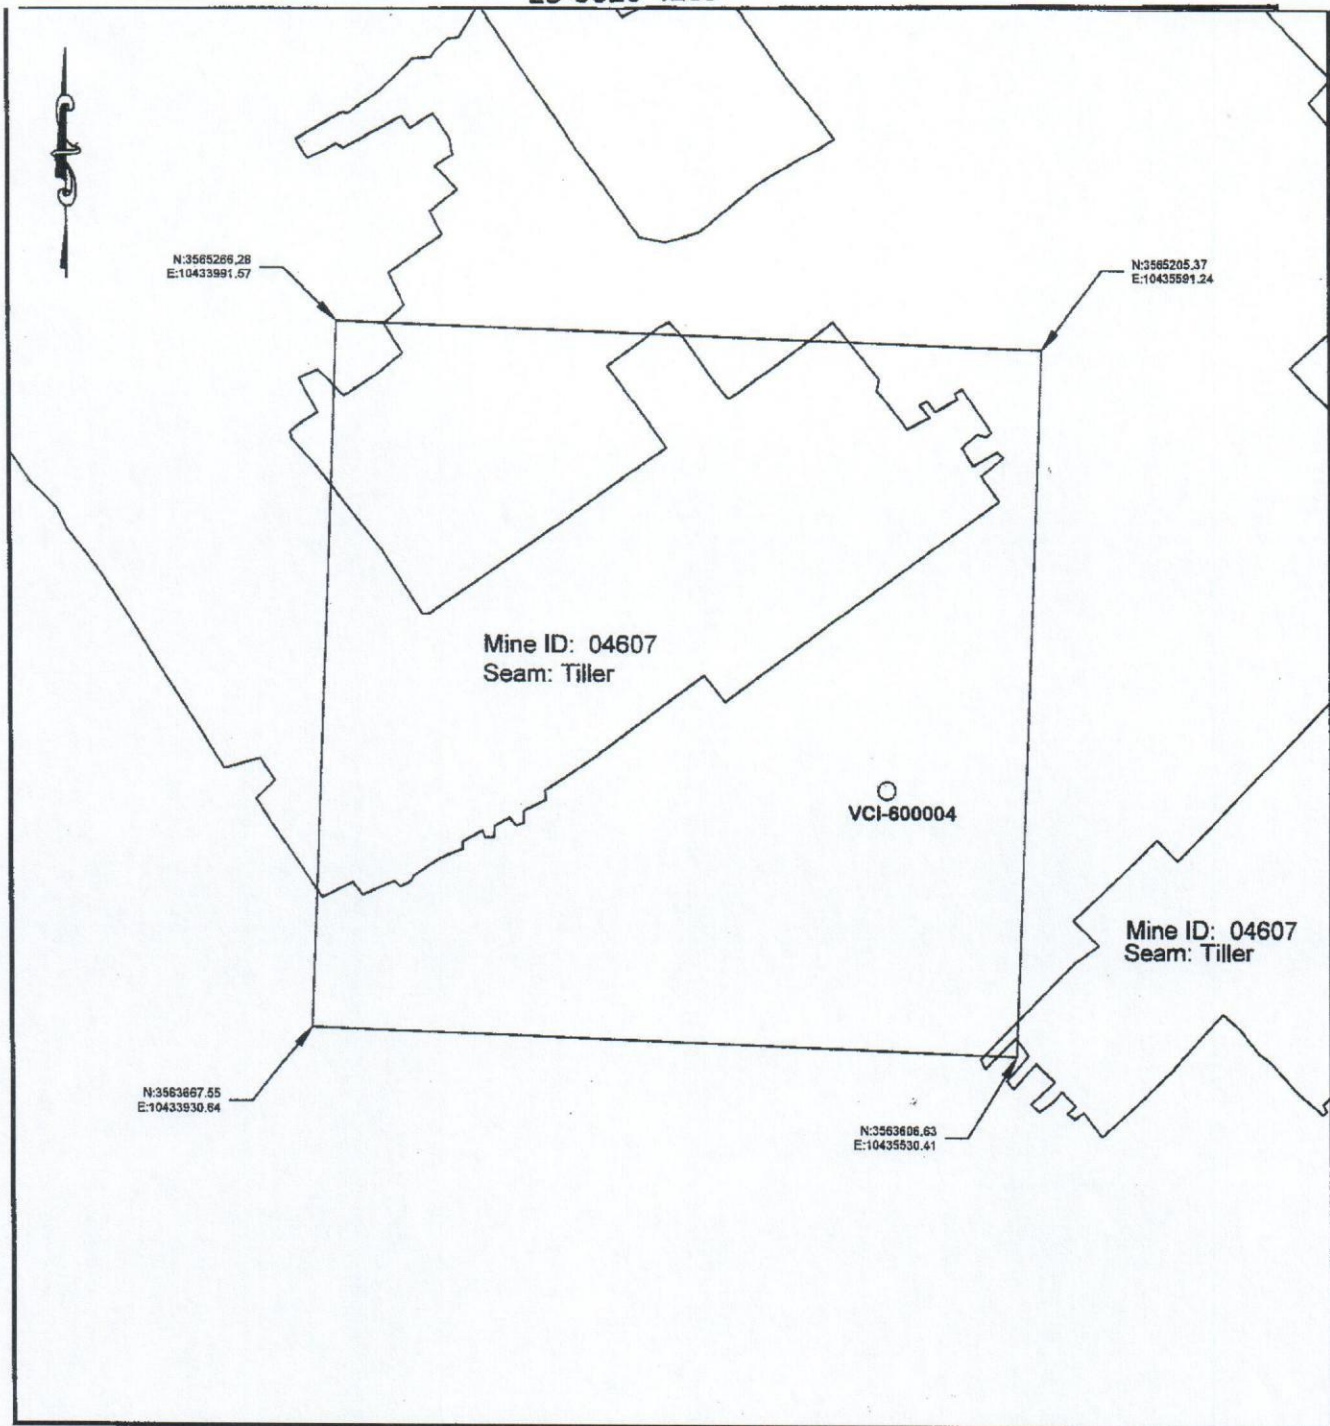 N:3565266.28
E:10433991.57
N:3565205.37
E:10435591.24
Mine ID: 04607
Seam: Tiller
VCI-600004
Mine ID: 04607
Seam: Tiller
N:3563667.55
E:10433930.64
N:3563606.63
E:10435530.41